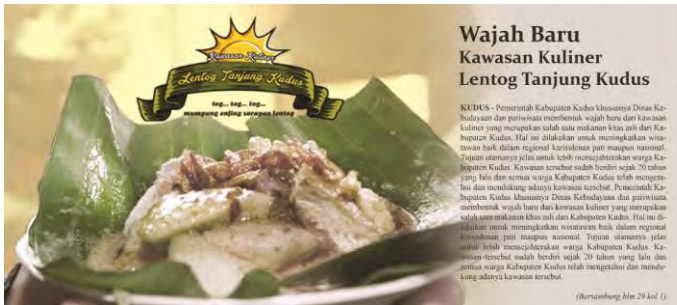 Kawasan Kuliner
Lentog Tanjung Kudus
tog... tog... tog...
mumpung enjing sarapan lentog
Wajah Baru
Kawasan Kuliner
Lentog Tanjung Kudus
KUDUS - Pemerintah Kabupaten Kudus khususnya Dinas Ke-
budayaan dan pariwisata membentuk wajah baru dari kawasan
kuliner yang merupakan salah satu makanan khas asli dari Ka-
bupaten Kudus. Hal ini dilakukan untuk meningkatkan wisa-
tawan baik dalam regional karisidenan pati maupun nasional.
Tujuan utamanya jelas untuk lebih mensejahterakan warga Ka-
bupaten Kudus. Kawasan tersebut sudah berdiri sejak 20 tahun
yang lalu dan semua warga Kabupaten Kudus telah mengeta-
hui dan mendukung adanya kawasan tersebut. Pemerintah Ka-
bupaten Kudus khususnya Dinas Kebudayaan dan pariwisata
membentuk wajah baru dari kawasan kuliner yang merupakan
salah satu makanan khas asli dari Kabupaten Kudus. Hal ini di-
lakukan untuk meningkatkan wisatawan baik dalam regional
karisidenan pati maupun nasional. Tujuan utamanya jelas
untuk lebih mensejahterakan warga Kabupaten Kudus. Ka-
wasan tersebut sudah berdiri sejak 20 tahun yang lalu dan
semua warga Kabupaten Kudus telah mengetahui dan mendu-
kung adanya kawasan tersebut.
(Bersambung hlm 29 kol 1)